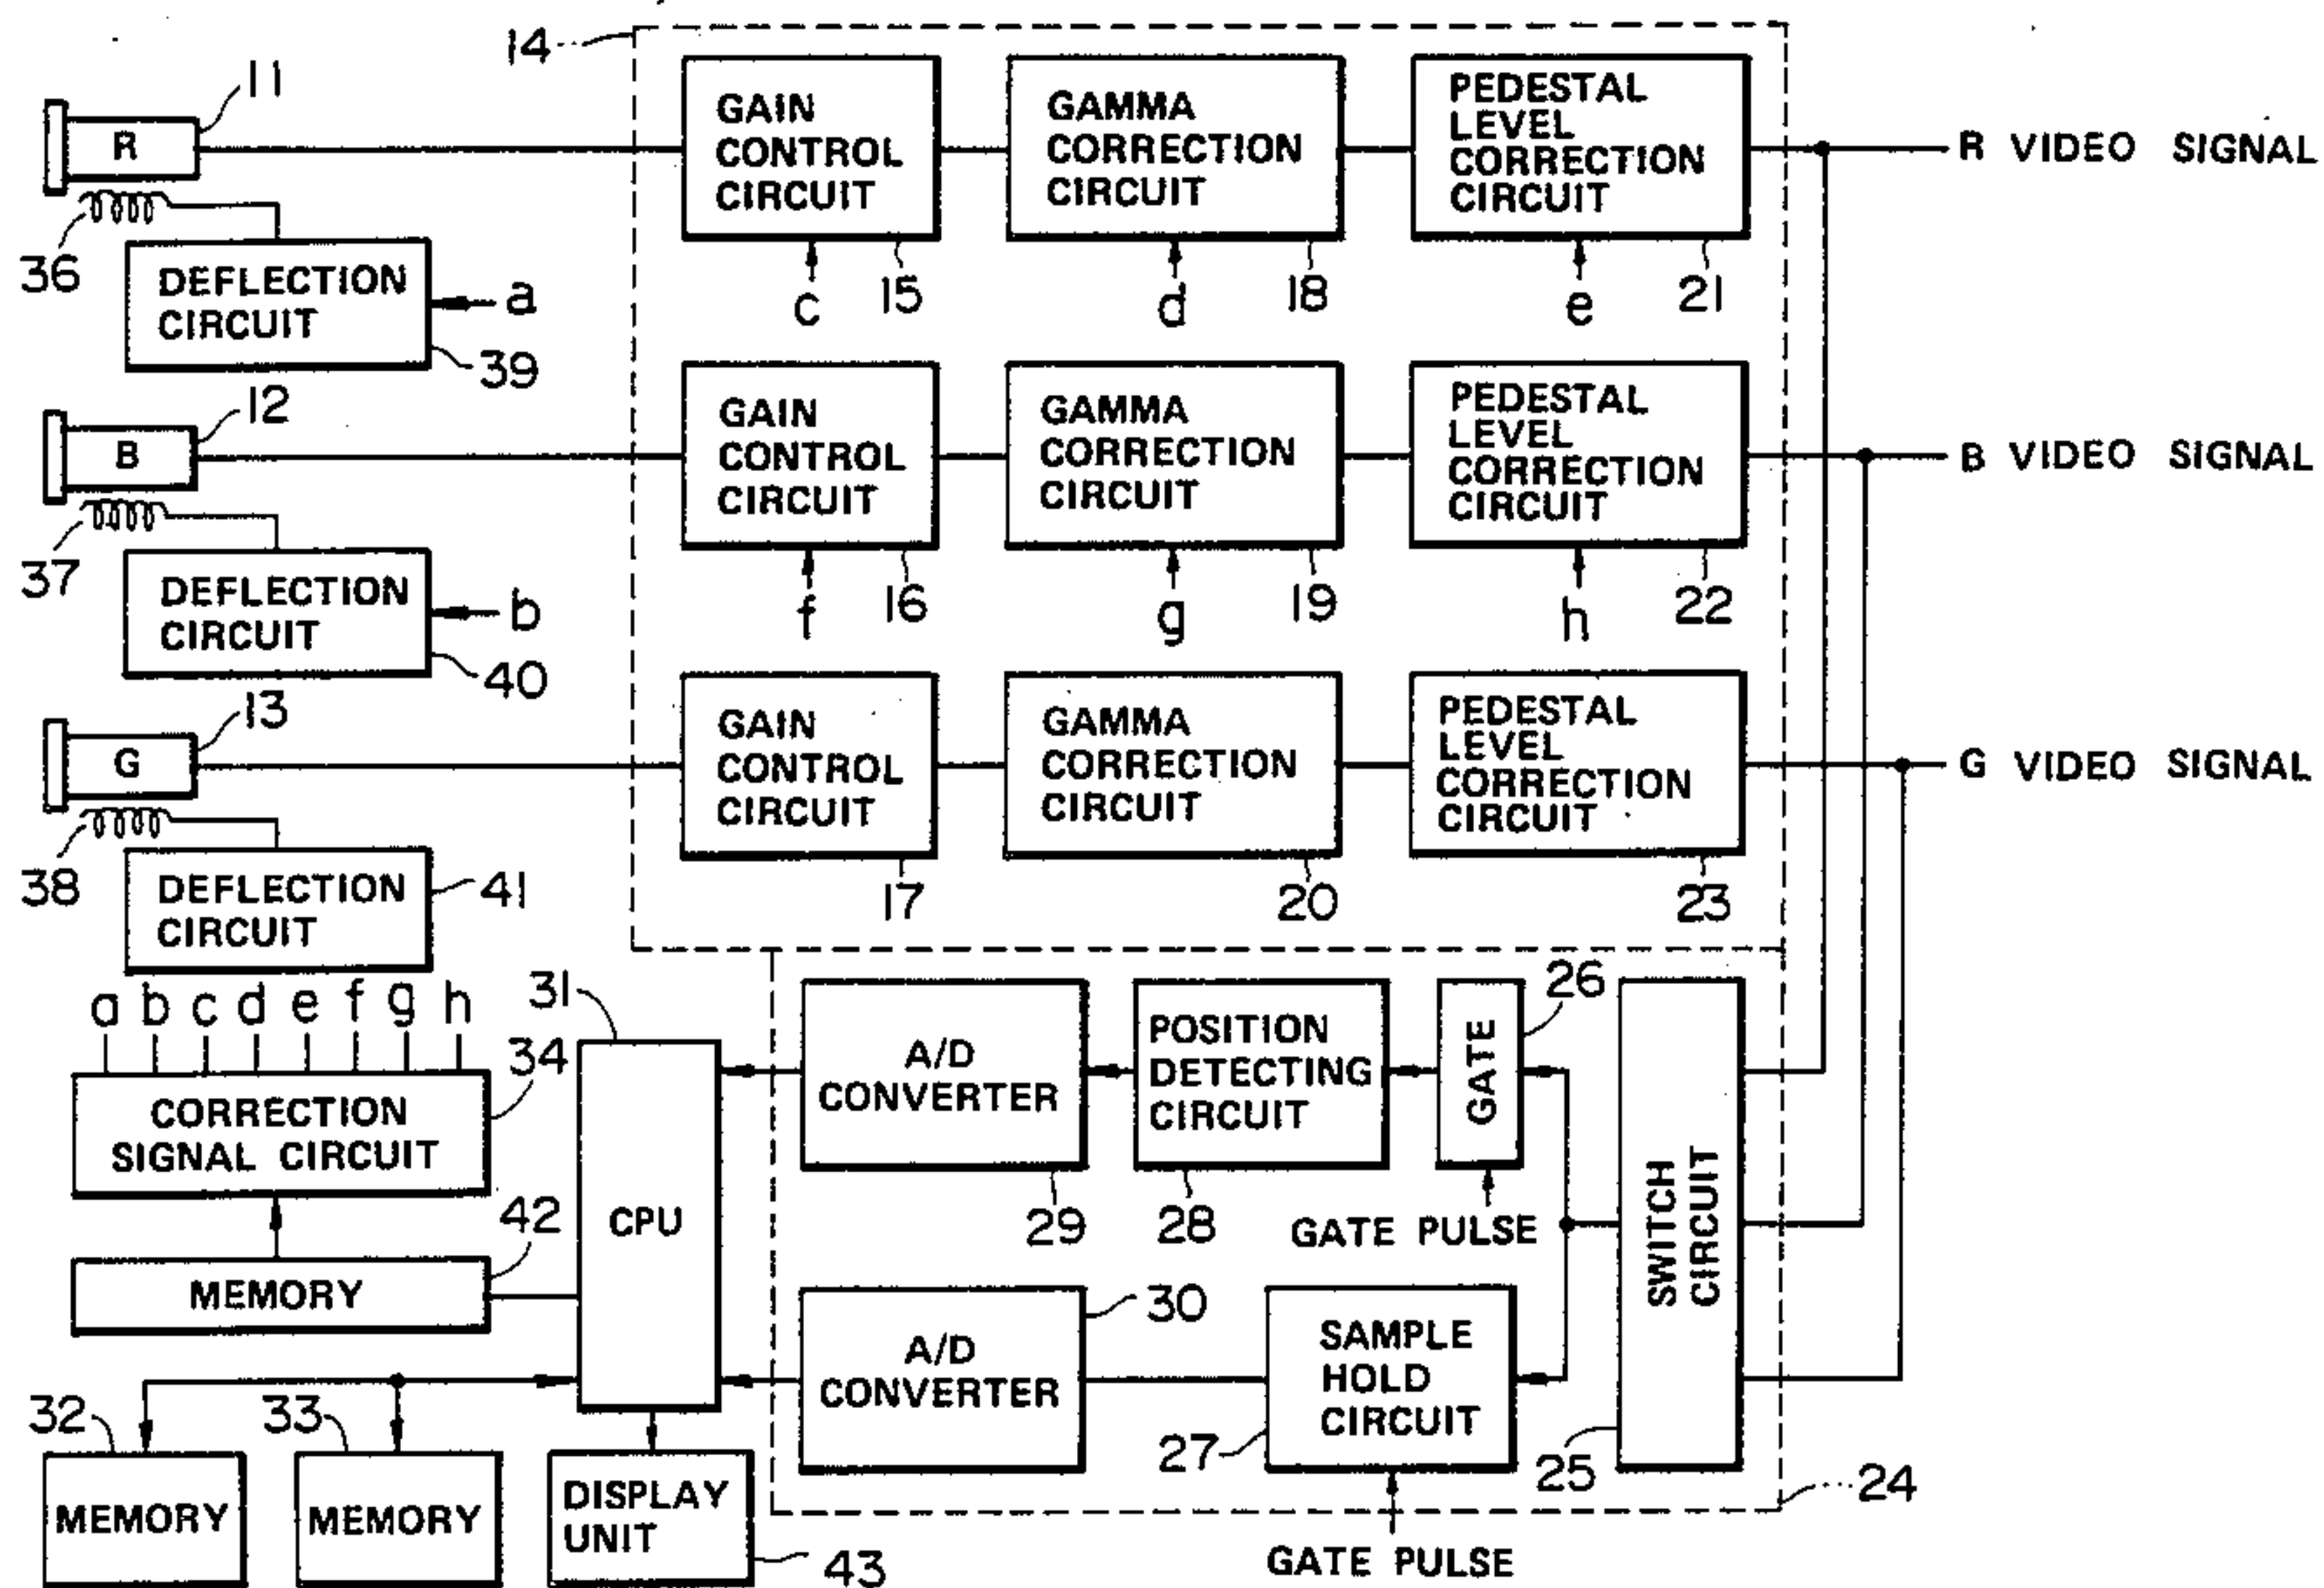 14
11
R
GAIN
CONTROL
CIRCUIT
GAMMA
CORRECTION
CIRCUIT
PEDESTAL
LEVEL
CORRECTION
CIRCUIT
R VIDEO SIGNAL
36
DEFLECTION
CIRCUIT
a
39
c
15
d
18
e
21
12
B
GAIN
CONTROL
CIRCUIT
GAMMA
CORRECTION
CIRCUIT
PEDESTAL
LEVEL
CORRECTION
CIRCUIT
B VIDEO SIGNAL
37
DEFLECTION
CIRCUIT
b
40
f
16
g
19
h
22
13
G
GAIN
CONTROL
CIRCUIT
GAMMA
CORRECTION
CIRCUIT
PEDESTAL
LEVEL
CORRECTION
CIRCUIT
G VIDEO SIGNAL
38
DEFLECTION
CIRCUIT
41
17
20
23
a b c d e f g h
34
CORRECTION
SIGNAL CIRCUIT
31
CPU
A/D
CONVERTER
29
POSITION
DETECTING
CIRCUIT
28
26
GATE
GATE PULSE
SWITCH
CIRCUIT
25
42
MEMORY
A/D
CONVERTER
30
SAMPLE
HOLD
CIRCUIT
27
24
32
MEMORY
33
MEMORY
DISPLAY
UNIT
43
GATE PULSE